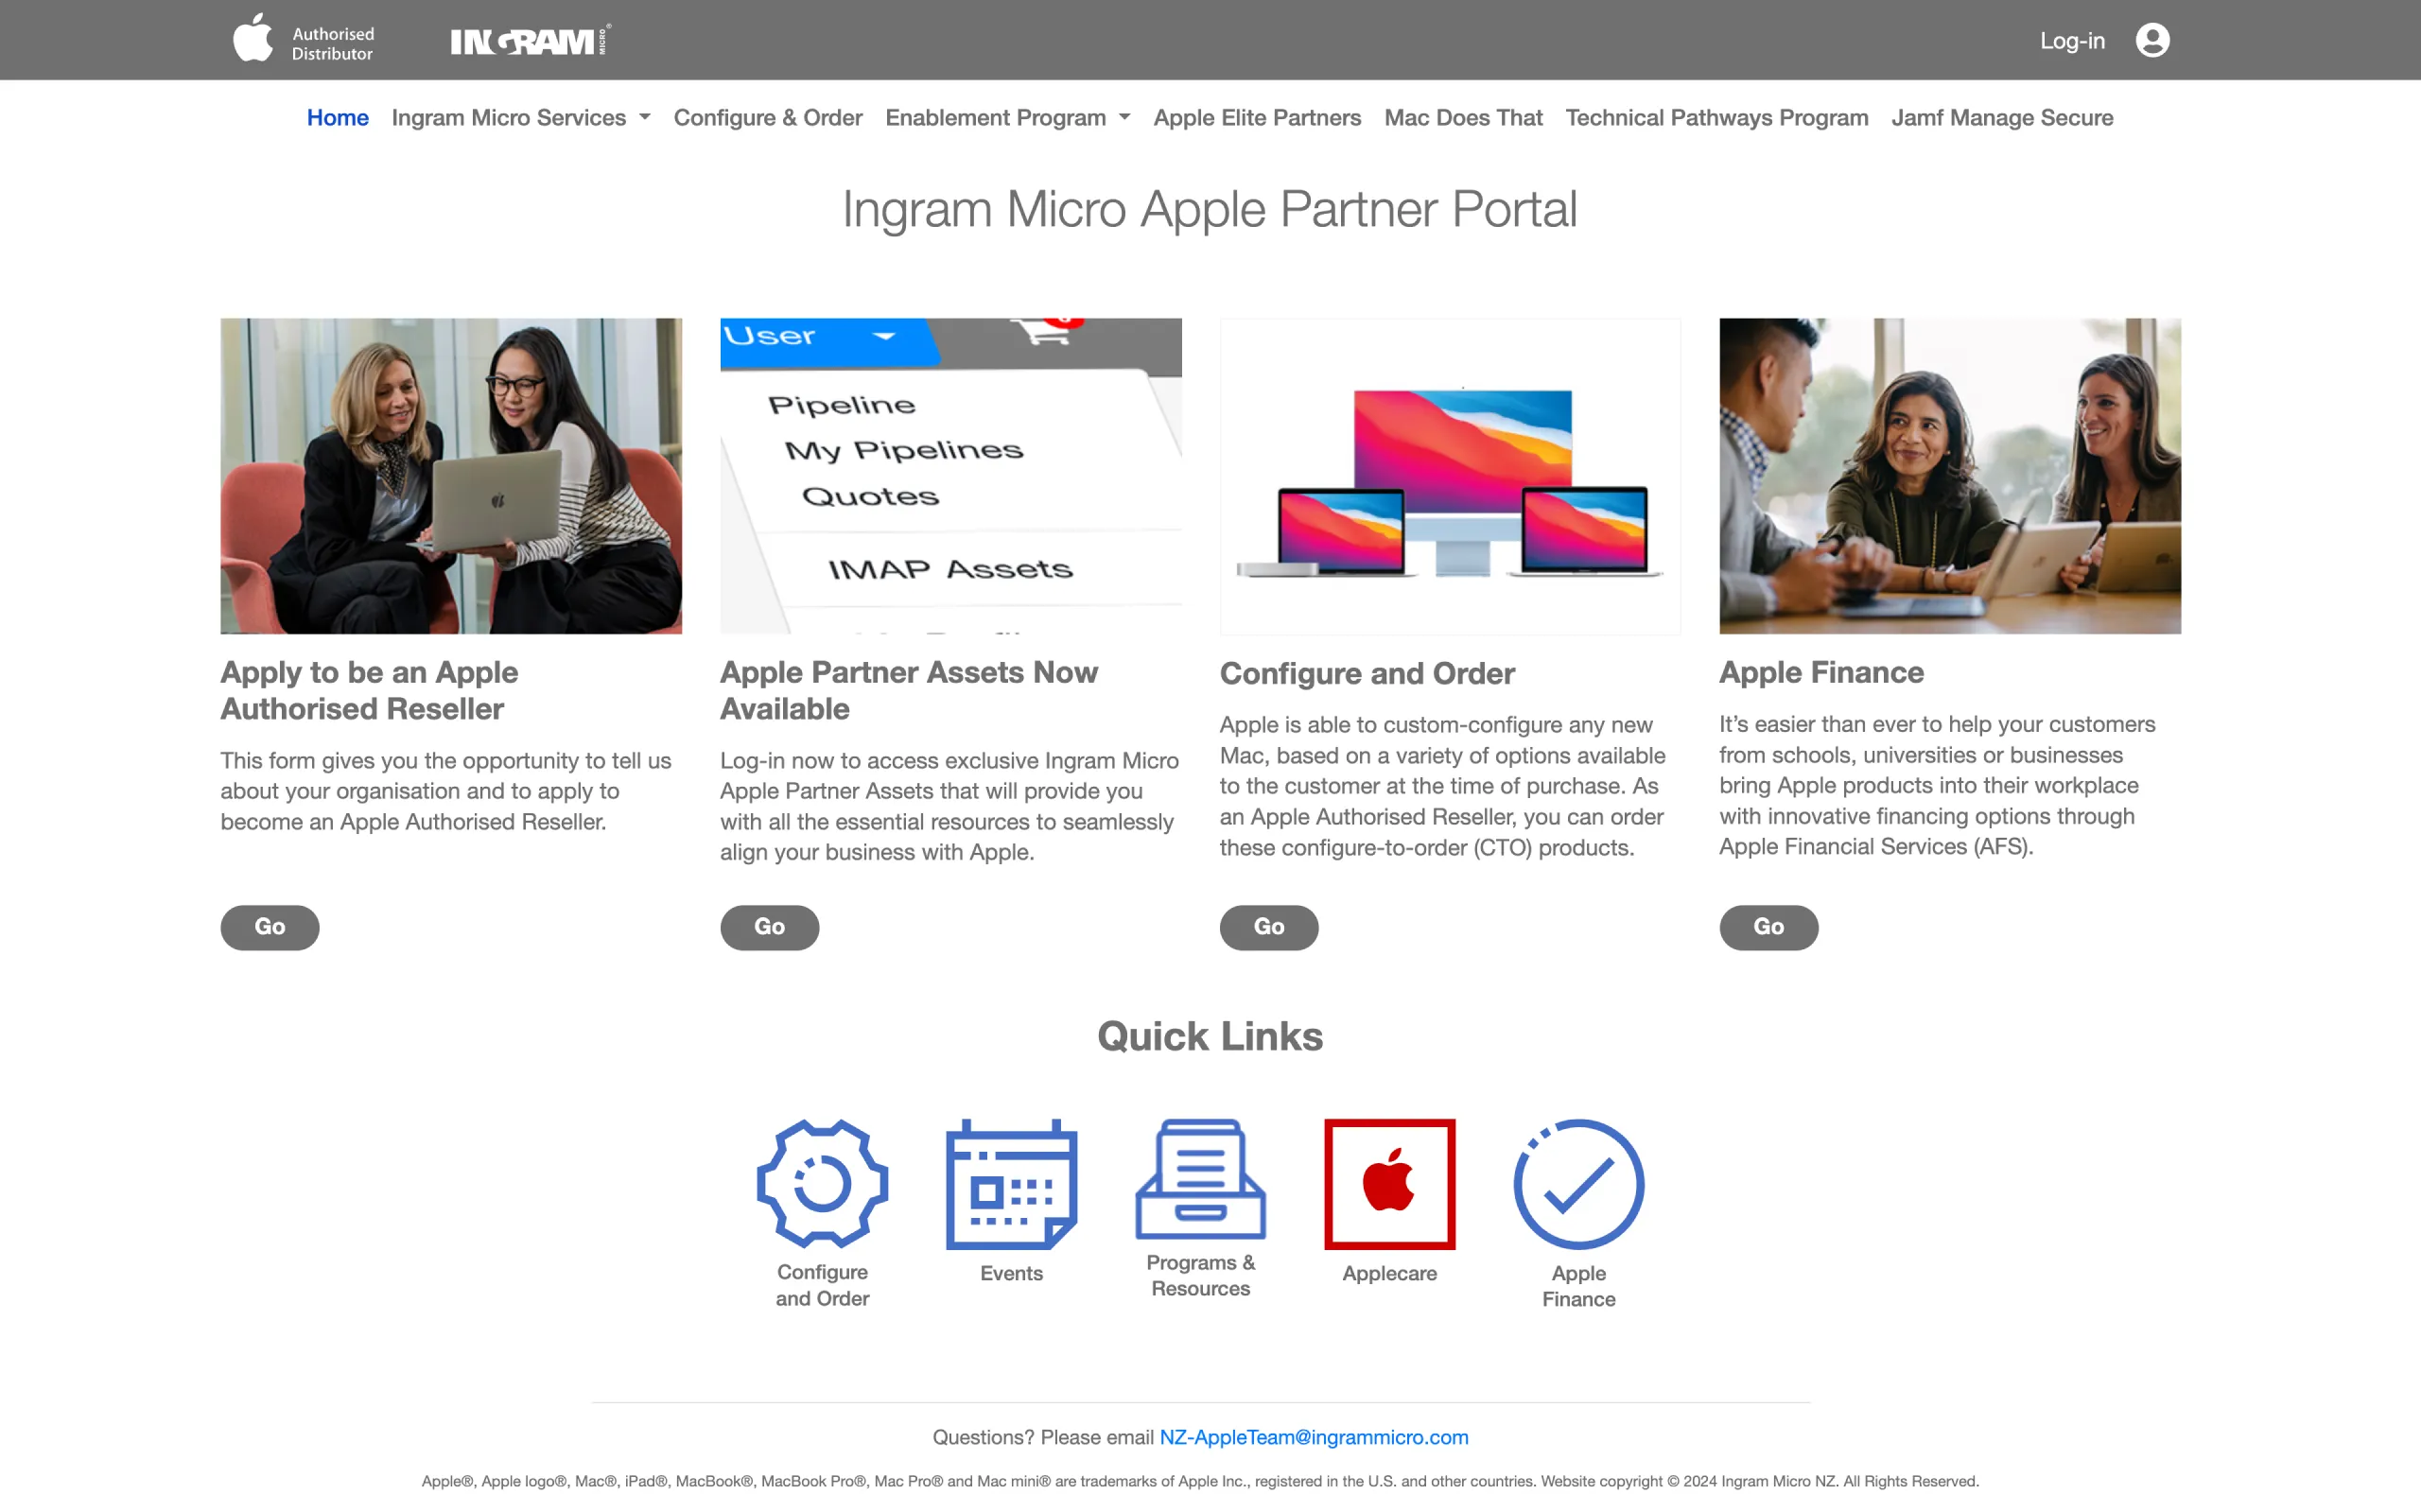 Authorised
Distributor
INGRAM MICRO®
Log-in
Home Ingram Micro Services Configure & Order Enablement Program Apple Elite Partners Mac Does That Technical Pathways Program Jamf Manage Secure
Ingram Micro Apple Partner Portal
User
Pipeline
My Pipelines
Quotes
IMAP Assets
Apply to be an Apple
Authorised Reseller
This form gives you the opportunity to tell us
about your organisation and to apply to
become an Apple Authorised Reseller.
Go
Apple Partner Assets Now
Available
Log-in now to access exclusive Ingram Micro
Apple Partner Assets that will provide you
with all the essential resources to seamlessly
align your business with Apple.
Go
Configure and Order
Apple is able to custom-configure any new
Mac, based on a variety of options available
to the customer at the time of purchase. As
an Apple Authorised Reseller, you can order
these configure-to-order (CTO) products.
Go
Apple Finance
It’s easier than ever to help your customers
from schools, universities or businesses
bring Apple products into their workplace
with innovative financing options through
Apple Financial Services (AFS).
Go
Quick Links
Configure
and Order
Events
Programs &
Resources
Applecare
Apple
Finance
Questions? Please email NZ-AppleTeam@ingrammicro.com
Apple®, Apple logo®, Mac®, iPad®, MacBook®, MacBook Pro®, Mac Pro® and Mac mini® are trademarks of Apple Inc., registered in the U.S. and other countries. Website copyright © 2024 Ingram Micro NZ. All Rights Reserved.